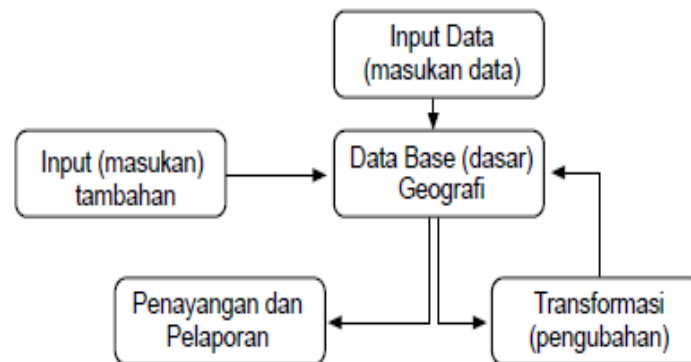 Input Data
(masukan data)
Input (masukan)
tambahan
Data Base (dasar)
Geografi
Penayangan dan
Pelaporan
Transformasi
(pengubahan)